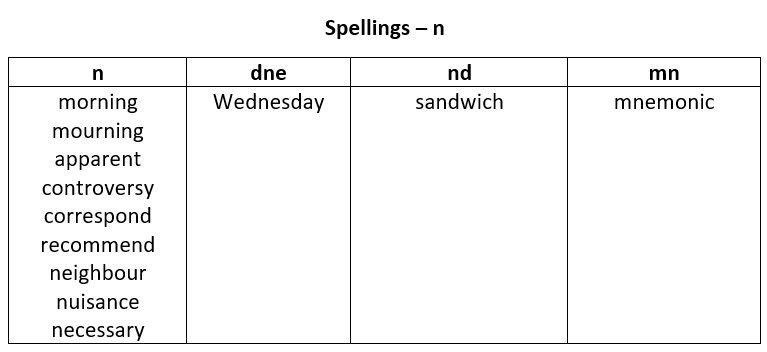 Spellings – n
n dne nd mn
morning Wednesday sandwich mnemonic
mourning
apparent
controversy
correspond
recommend
neighbour
nuisance
necessary